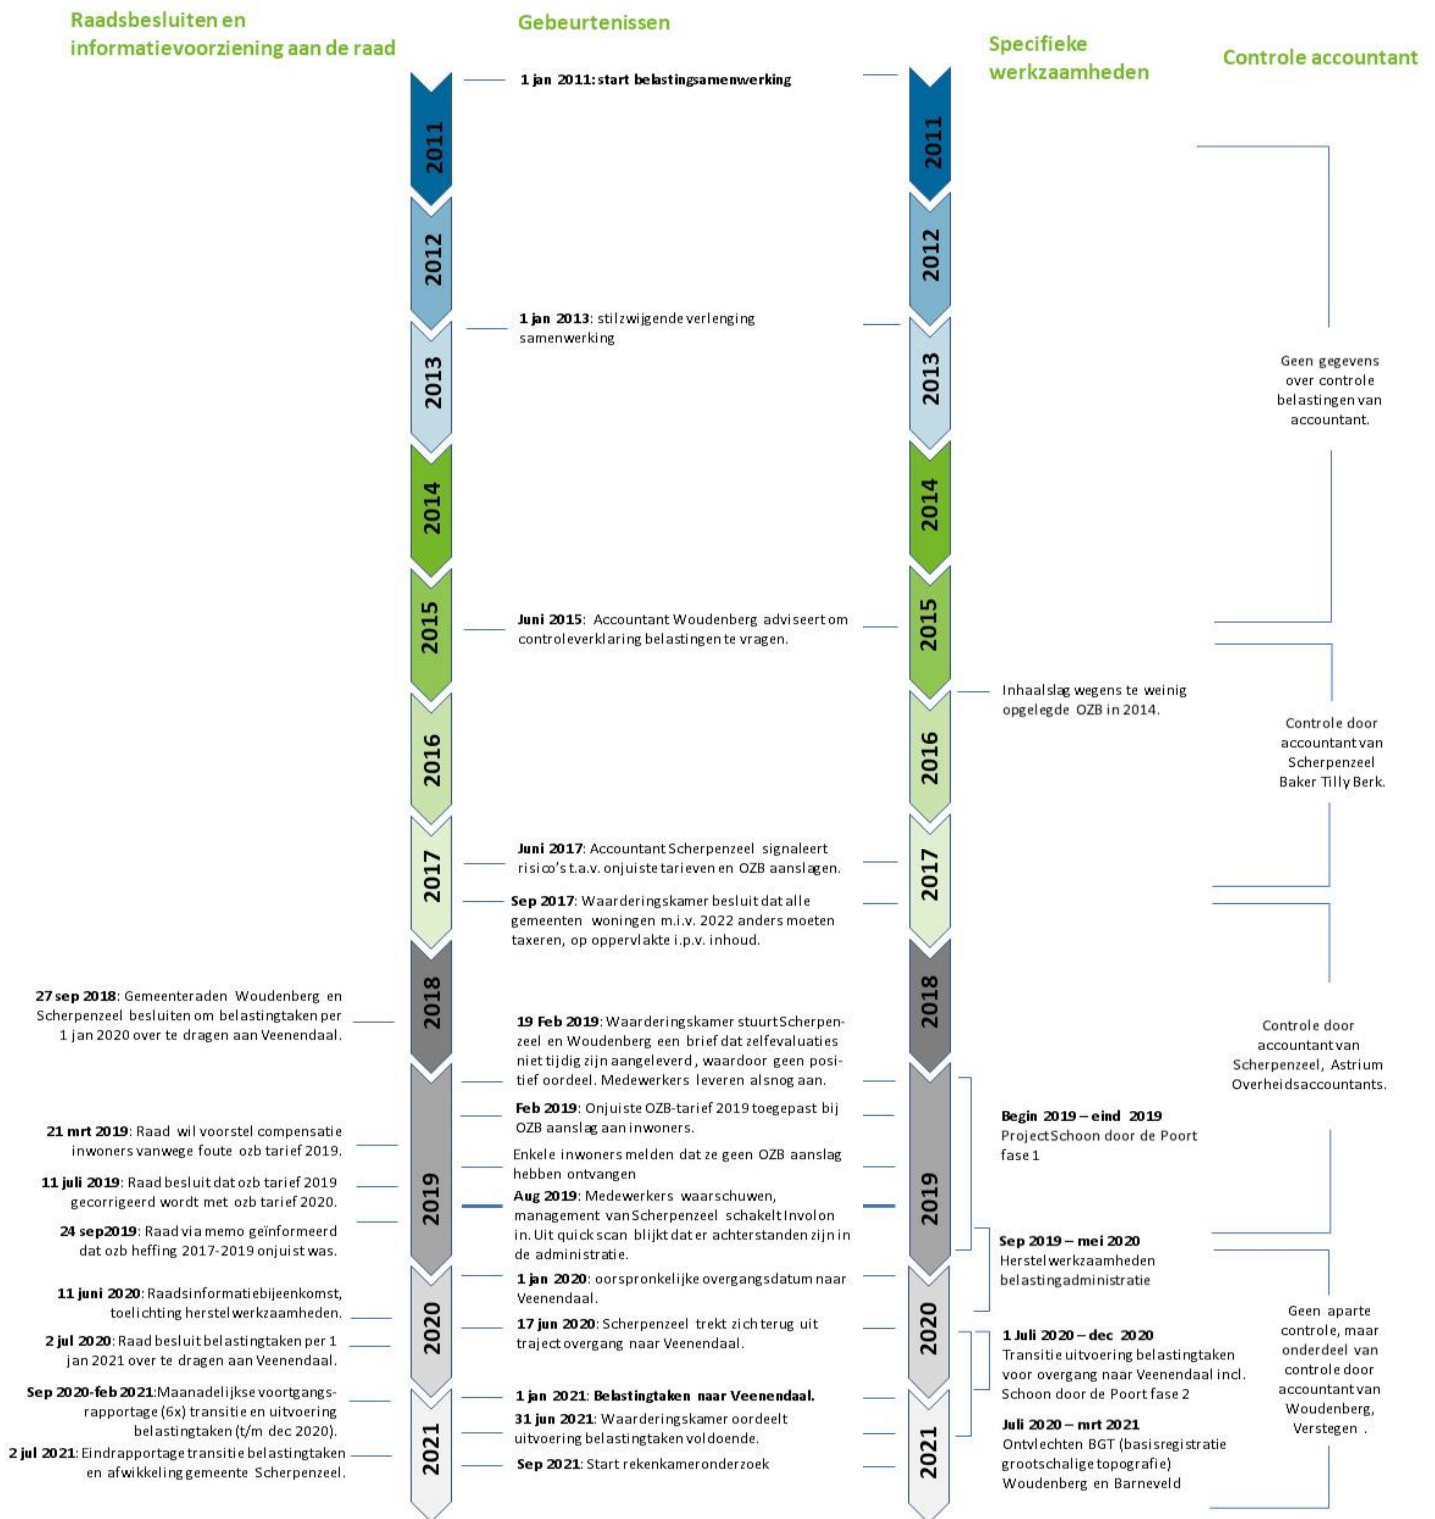 Raadsbesluiten en
informatievoorziening aan de raad
Gebeurtenissen
Specifieke
werkzaamheden
Controle accountant
1 jan 2011: start belastingsamenwerking
2011
2011
2012
2012
1 jan 2013: stilzwijgende verlenging
samenwerking
2013
2013
Geen gegevens
over controle
belastingen van
accountant.
2014
2014
2015
2015
Juni 2015: Accountant Woudenberg adviseert om
controleverklaring belastingen te vragen.
Inhaalslag wegens te weinig
opgelegde OZB in 2014.
2016
2016
Controle door
accountant van
Scherpenzeel
Baker Tilly Berk.
2017
2017
Juni 2017: Accountant Scherpenzeel signaleert
risico's t.a.v. onjuiste tarieven en OZB aanslagen.
Sep 2017: Waarderingskamer besluit dat alle
gemeenten woningen m.i.v. 2022 anders moeten
taxeren, op oppervlakte i.p.v. inhoud.
2018
2018
27 sep 2018: Gemeenteraden Woudenberg en
Scherpenzeel besluiten om belastingtaken per
1 jan 2020 over te dragen aan Veenendaal.
19 Feb 2019: Waarderingskamer stuurt Scherpen-
zeel en Woudenberg een brief dat zelfevaluaties
niet tijdig zijn aangeleverd, waardoor geen posi-
tief oordeel. Medewerkers leveren alsnog aan.
Controle door
accountant van
Scherpenzeel, Astrium
Overheidsaccountants.
Feb 2019: Onjuiste OZB-tarief 2019 toegepast bij
OZB aanslag aan inwoners.
Begin 2019 – eind 2019
Project Schoon door de Poort
fase 1
21 mrt 2019: Raad wil voorstel compensatie
inwoners vanwege foute ozb tarief 2019.
Enkele inwoners melden dat ze geen OZB aanslag
hebben ontvangen
11 juli 2019: Raad besluit dat ozb tarief 2019
gecorrigeerd wordt met ozb tarief 2020.
2019
2019
Aug 2019: Medewerkers waarschuwen,
management van Scherpenzeel schakelt Involon
in. Uit quick scan blijkt dat er achterstanden zijn in
de administratie.
24 sep2019: Raad via memo geïnformeerd
dat ozb heffing 2017-2019 onjuist was.
Sep 2019 – mei 2020
Herstelwerkzaamheden
belastingadministratie
1 jan 2020: oorspronkelijke overgangsdatum naar
Veenendaal.
11 juni 2020: Raadsinformatiebijeenkomst,
toelichting herstelwerkzaamheden.
2020
2020
17 jun 2020: Scherpenzeel trekt zich terug uit
traject overgang naar Veenendaal.
2 jul 2020: Raad besluit belastingtaken per 1
jan 2021 over te dragen aan Veenendaal.
1 Juli 2020 – dec 2020
Transitie uitvoering belastingtaken
voor overgang naar Veenendaal incl.
Schoon door de Poort fase 2
Geen aparte
controle, maar
onderdeel van
controle door
accountant van
Woudenberg,
Verstegen .
Sep 2020-feb 2021:Maanadelijkse voortgangs-
rapportage (6x) transitie en uitvoering
belastingtaken (t/m dec 2020).
1 jan 2021: Belastingtaken naar Veenendaal.
31 jun 2021: Waarderingskamer oordeelt
uitvoering belastingtaken voldoende.
Juli 2020 – mrt 2021
Ontvlechten BGT (basisregistratie
grootschalige topografie)
Woudenberg en Barneveld
2021
2021
2 jul 2021: Eindrapportage transitie belastingtaken
en afwikkeling gemeente Scherpenzeel.
Sep 2021: Start rekenkameronderzoek